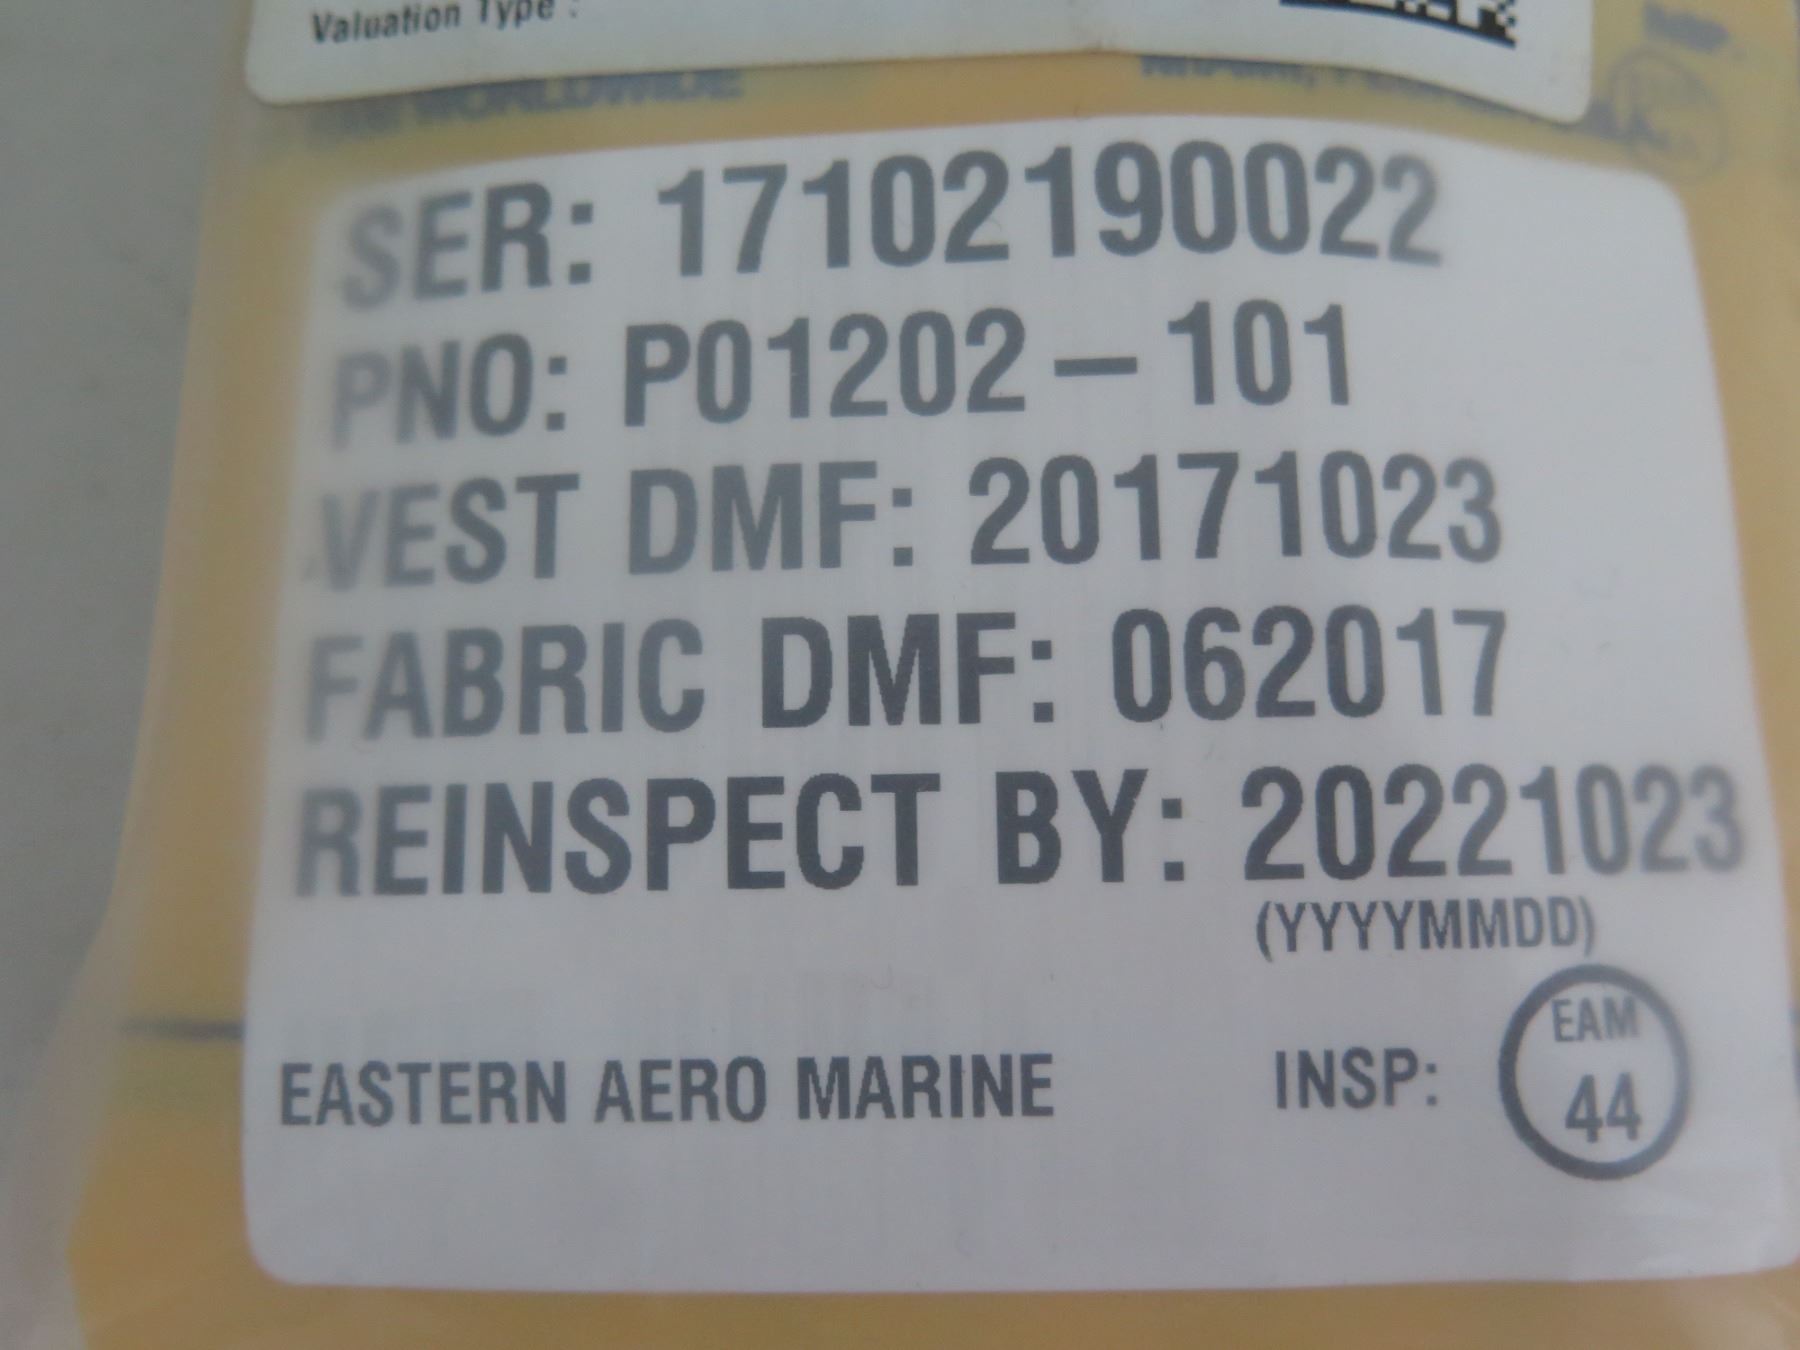 Valuation Type :
WORLDWIDE
SER: 17102190022
PNO: P01202-101
VEST DMF: 20171023
FABRIC DMF: 062017
REINSPECT BY: 20221023
(YYYYMMDD)
EASTERN AERO MARINE INSP: EAM
44